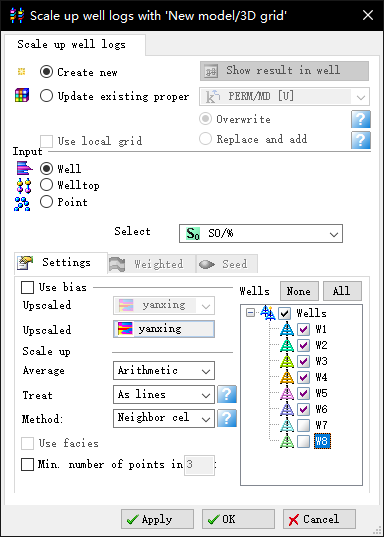 Scale up well logs with 'New model/3D grid'
Scale up well logs
Create new
Show result in well
Update existing proper
PERM/MD [U]
Overwrite
Use local grid
Replace and add
Input
Well
Welltop
Point
Select
SO/%
Settings
Weighted
Seed
Use bias
Wells
None
All
Upscaled
yanxing
Upscaled
yanxing
Scale up
Average
Arithmetic
Treat
As lines
Method:
Neighbor cel
Use facies
Min. number of points in
3
Wells
W1
W2
W3
W4
W5
W6
W7
W8
Apply
OK
Cancel